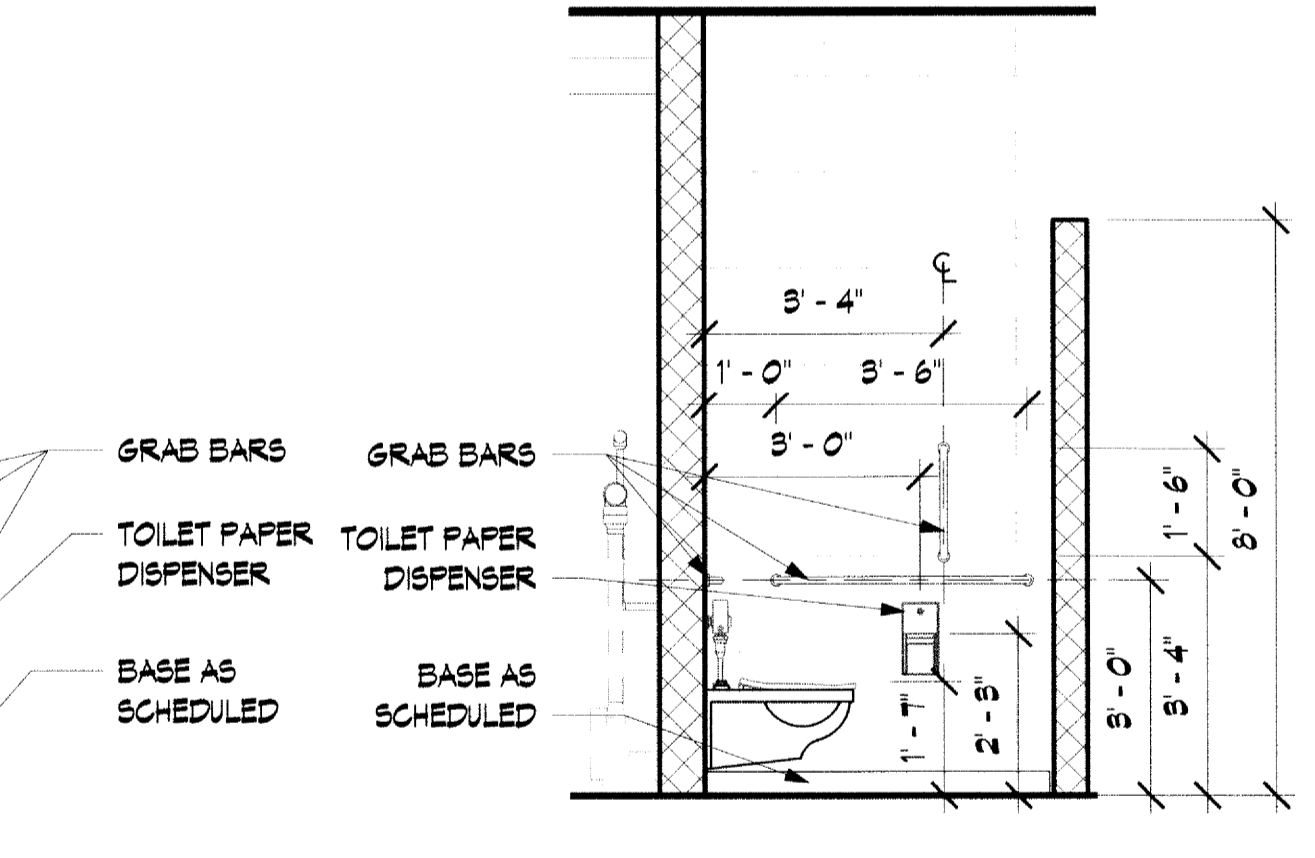 ℄
3' - 4"
1' - 0" 3' - 6"
3' - 0"
GRAB BARS
TOILET PAPER
DISPENSER
BASE AS
SCHEDULED
GRAB BARS
TOILET PAPER
DISPENSER
BASE AS
SCHEDULED
1' - 7"
2' - 3"
3' - 0"
3' - 4"
1' - 6"
8' - 0"